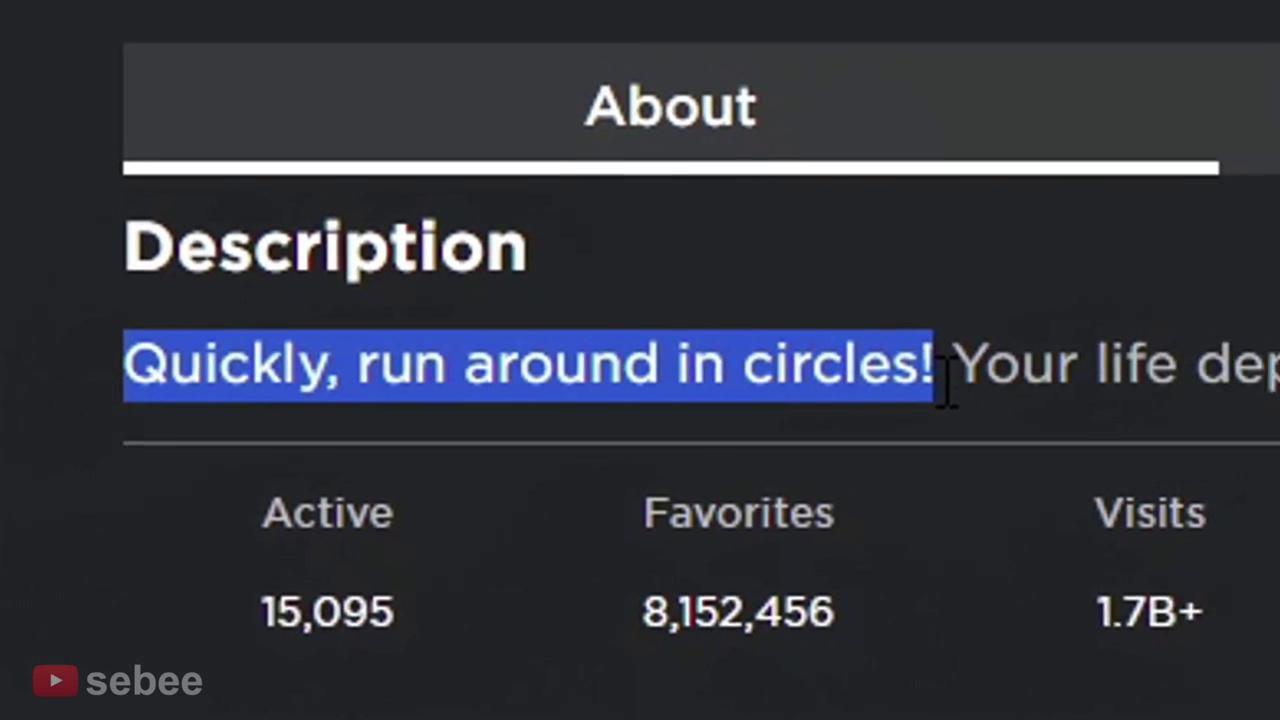 About
Description
Quickly, run around in circles! Your life
Active Favorites Visits
15,095 8,152,456 1.7B+
sebee